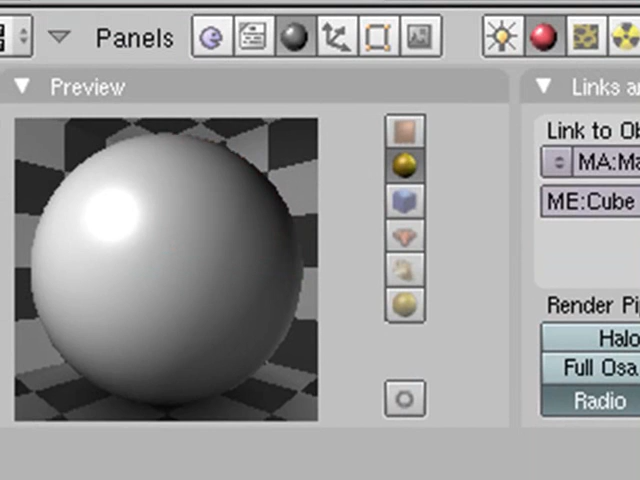 Panels
Preview
Links a
Link to Ob
MA:Ma
ME:Cube
Render Pi
Halo
Full Osa
Radio